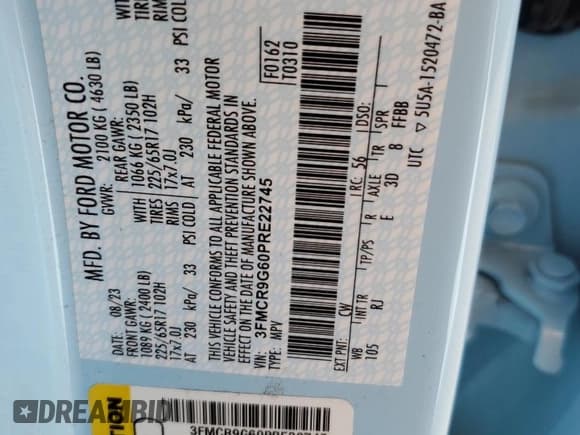 MFD. BY FORD MOTOR CO.
08/23 GVWR: 2100 KG ( 4630 LB)
FRONT GAWR: REAR GAWR:
1089 KG ( 2400 LB) 1066 KG ( 2350 LB)
225/65R17 102H TIRES 225/65R17 102H TIRES
17x7.0J RIMS 17x7.0J RIMS
AT 230 kPa/ 33 PSI COLD AT 230 kPa/ 33 PSI COLD
THIS VEHICLE CONFORMS TO ALL APPLICABLE FEDERAL MOTOR
VEHICLE SAFETY AND THEFT PREVENTION STANDARDS IN
EFFECT ON THE DATE OF MANUFACTURE SHOWN ABOVE.
VIN: 3FMCR9G60PRE22745
TYPE: MPV
F0162
T0310
EXT PNT: CW RC: 56 DSO:
WB INT TR TP/PS R AXLE TR SPR
105 RJ E 3D 8 FFBB
UTC ▽ 5U5A-1520472-BA
3FMCR9G60PRE22745
DREAMBID